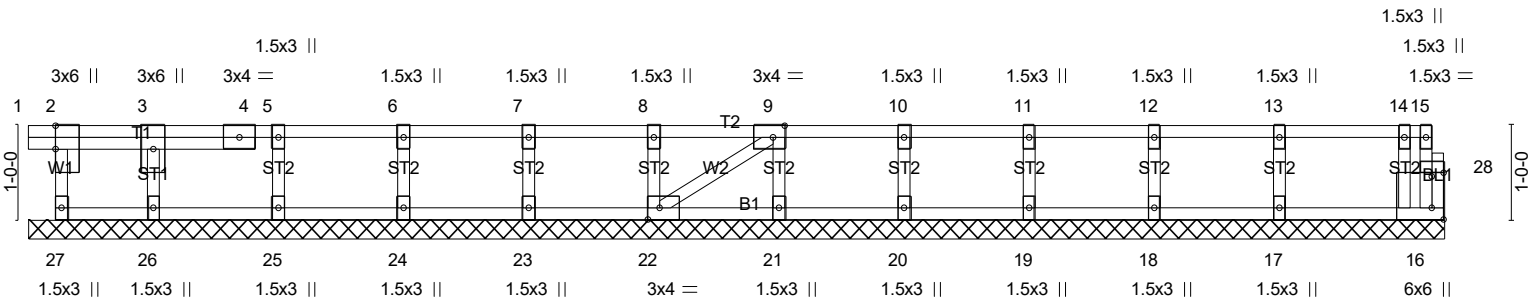 1.5x3 ||
1.5x3 || 1.5x3 ||
3x6 || 3x6 || 3x4 = 1.5x3 || 1.5x3 || 1.5x3 || 3x4 = 1.5x3 || 1.5x3 || 1.5x3 || 1.5x3 || 1.5x3 =
1 2 3 4 5 6 7 8 9 10 11 12 13 14 15
T1 T2
1-0-0 W1 ST1 ST2 ST2 ST2 ST2 W2 ST2 ST2 ST2 ST2 ST2 ST2 BL1 28 1-0-0
B1
27 26 25 24 23 22 21 20 19 18 17 16
1.5x3 || 1.5x3 || 1.5x3 || 1.5x3 || 1.5x3 || 3x4 = 1.5x3 || 1.5x3 || 1.5x3 || 1.5x3 || 1.5x3 || 6x6 ||